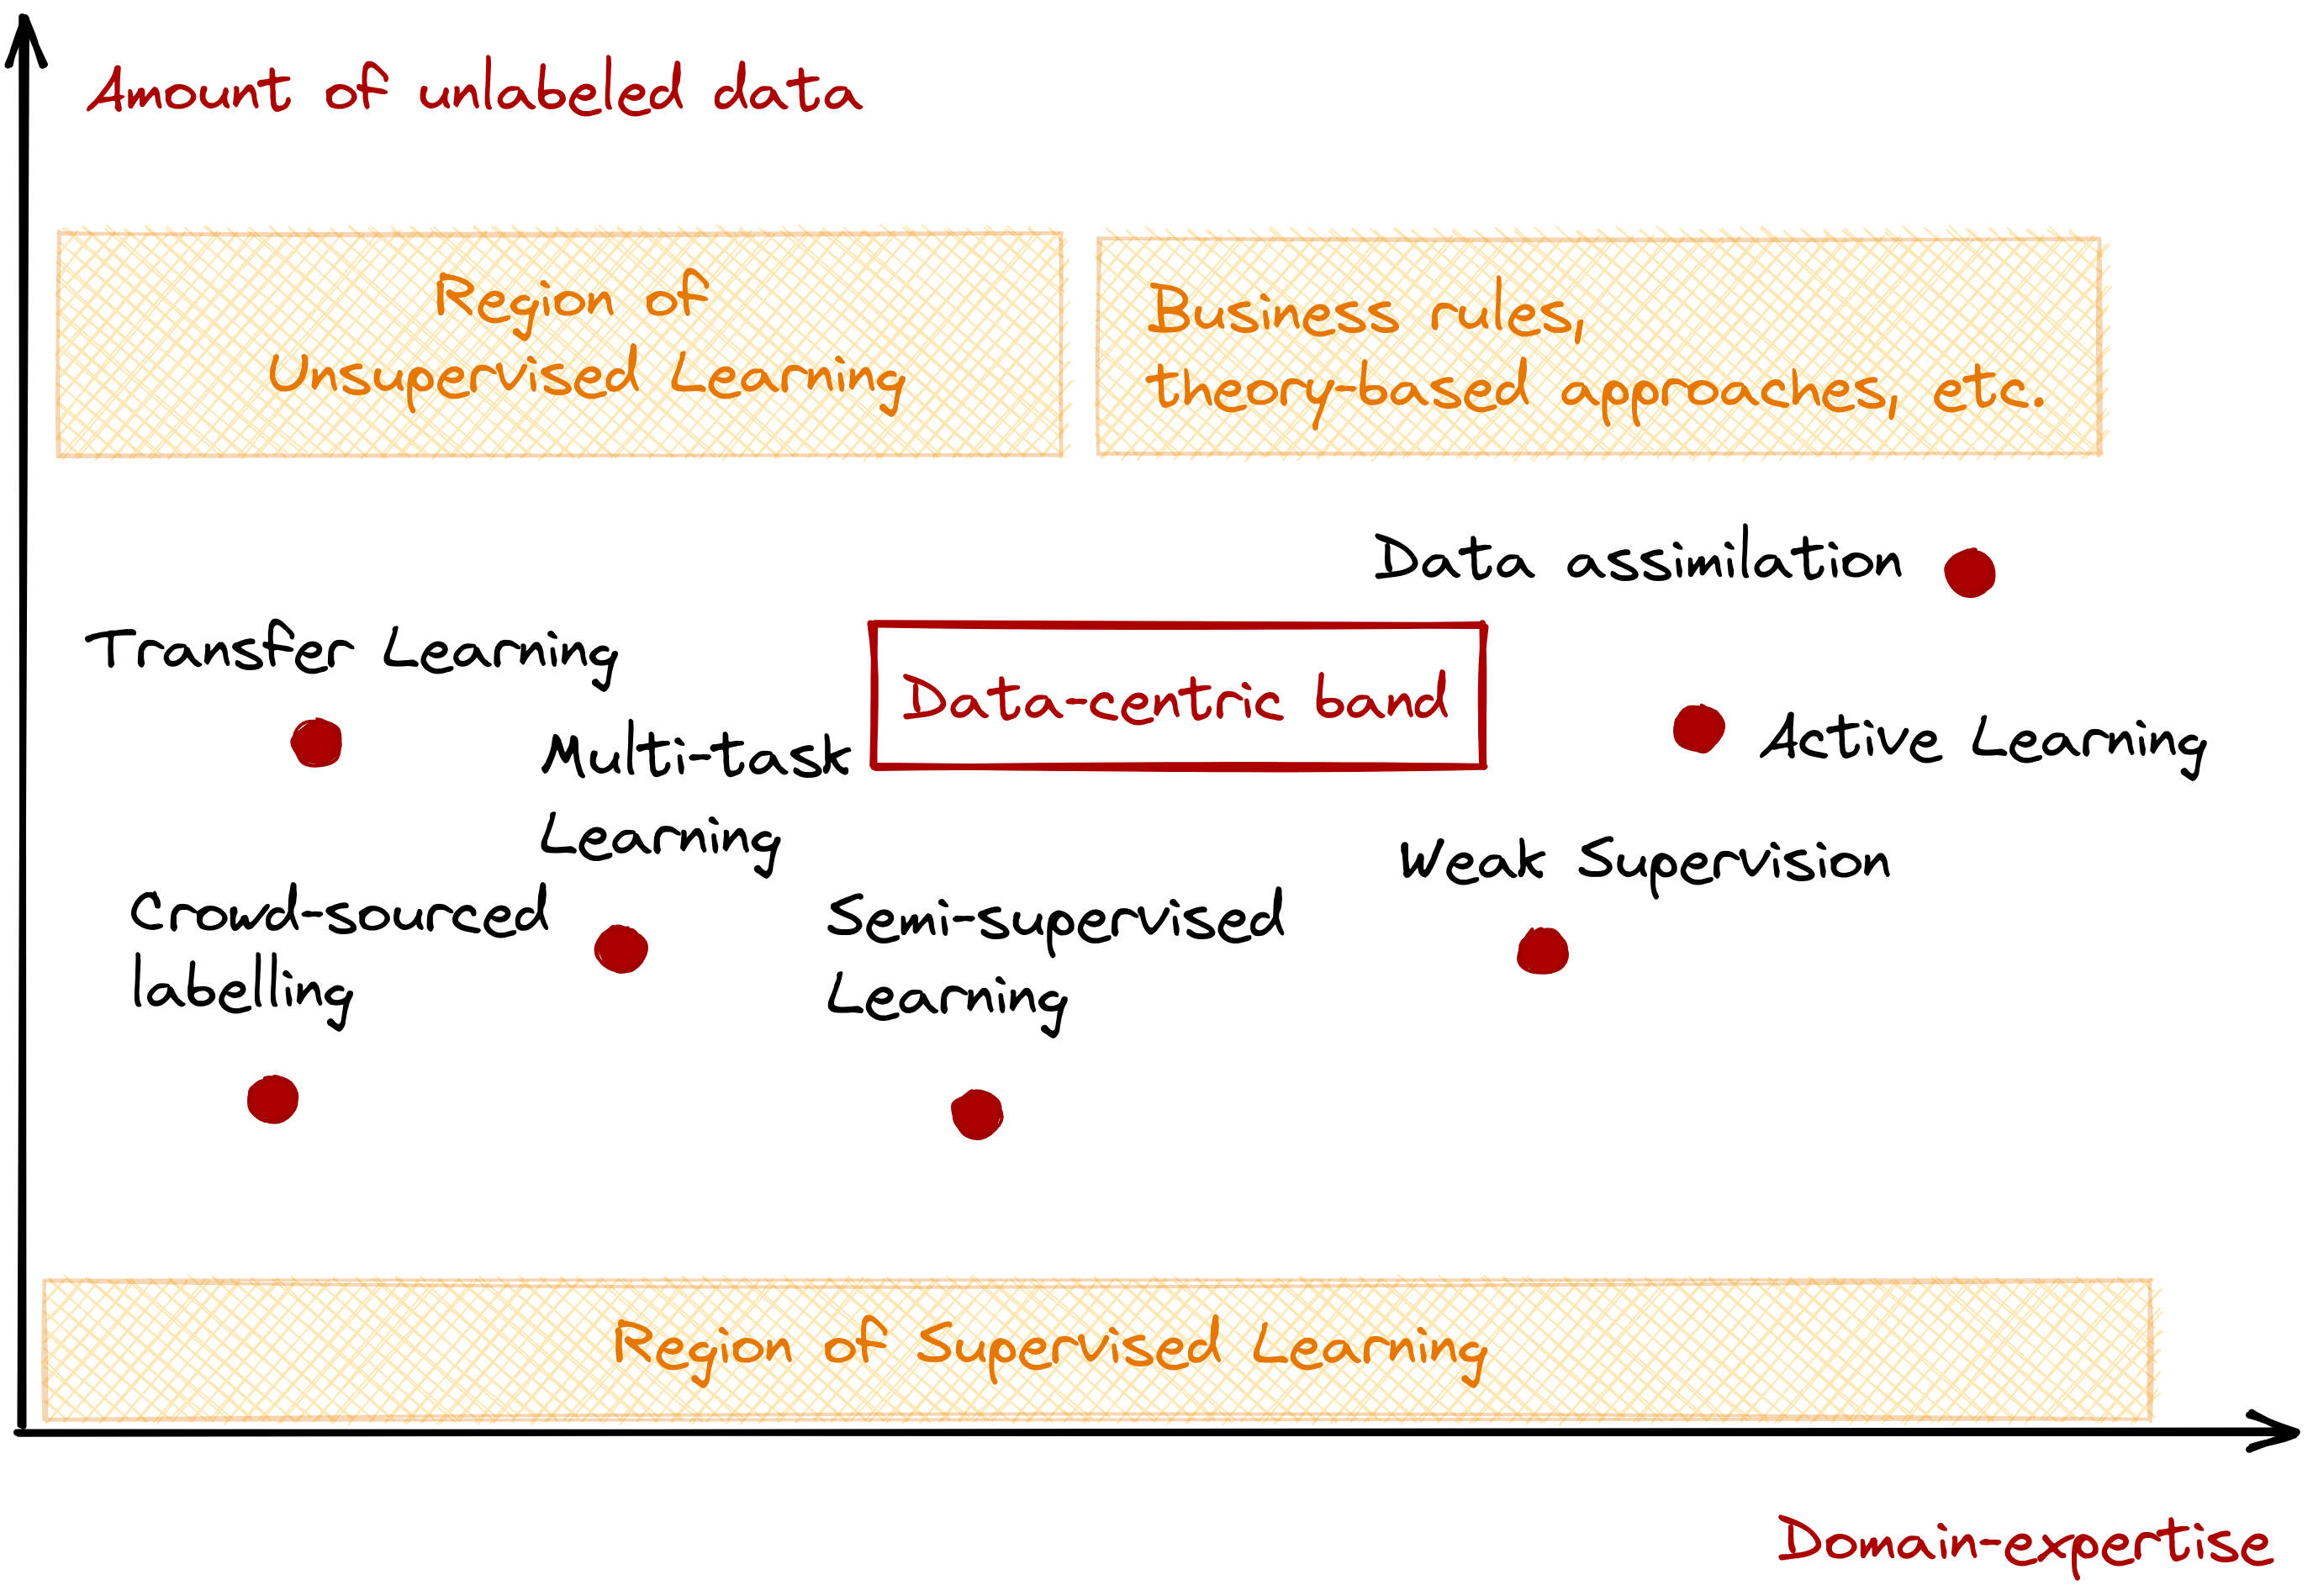 Amount of unlabeled data
Region of
Unsupervised Learning
Business rules,
theory-based approaches, etc.
Data assimilation
Transfer Learning
Data-centric band
Multi-task
Learning
Active Learning
Weak Supervision
Crowd-sourced
labelling
Semi-supervised
Learning
Region of Supervised Learning
Domain-expertise